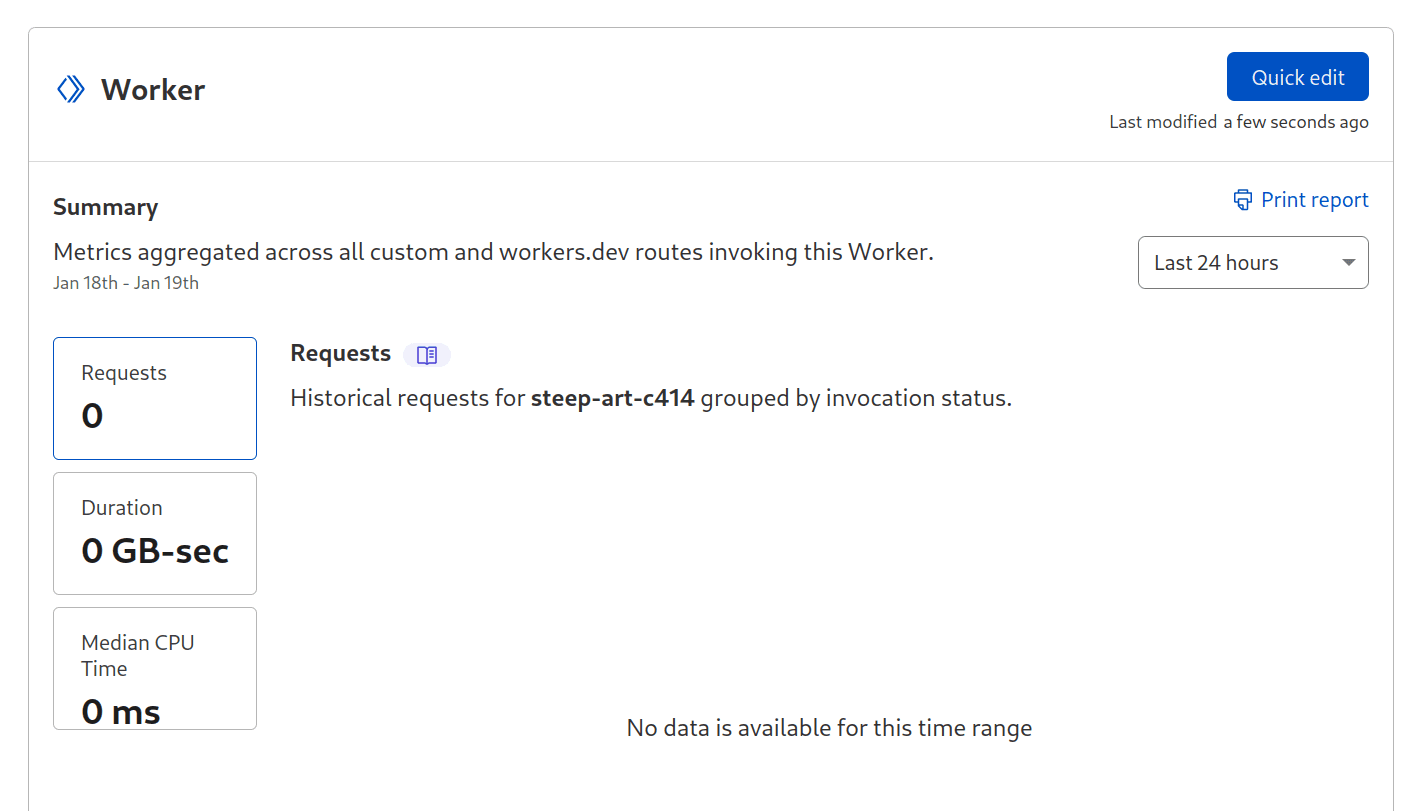 Worker
Quick edit
Last modified a few seconds ago
Summary
Print report
Metrics aggregated across all custom and workers.dev routes invoking this Worker.
Jan 18th - Jan 19th
Last 24 hours
Requests
0
Duration
0 GB-sec
Median CPU
Time
0 ms
Requests
Historical requests for steep-art-c414 grouped by invocation status.
No data is available for this time range